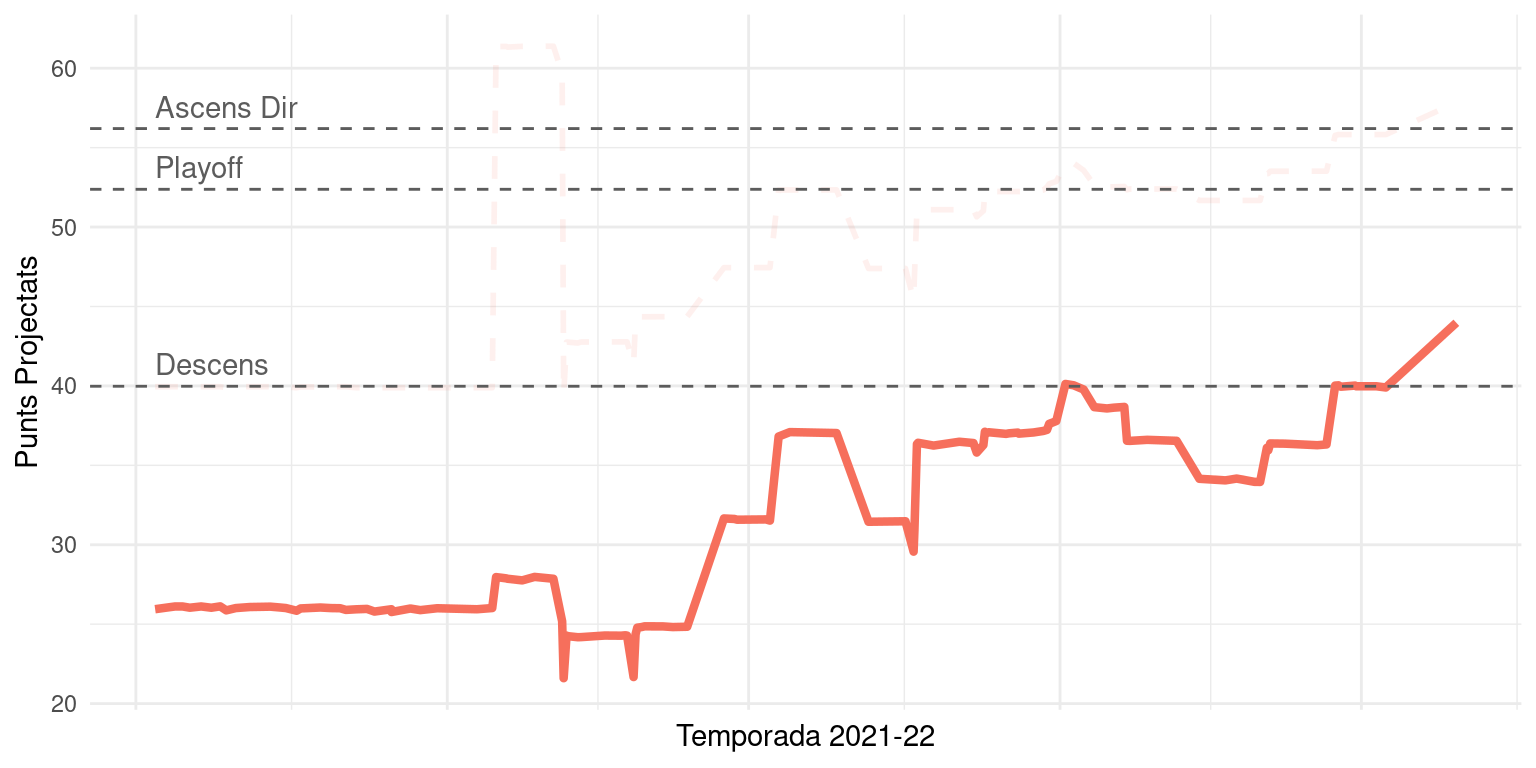 60
Ascens Dir
Playoff
50
Descens
40
30
20
Punts Projectats
Temporada 2021-22